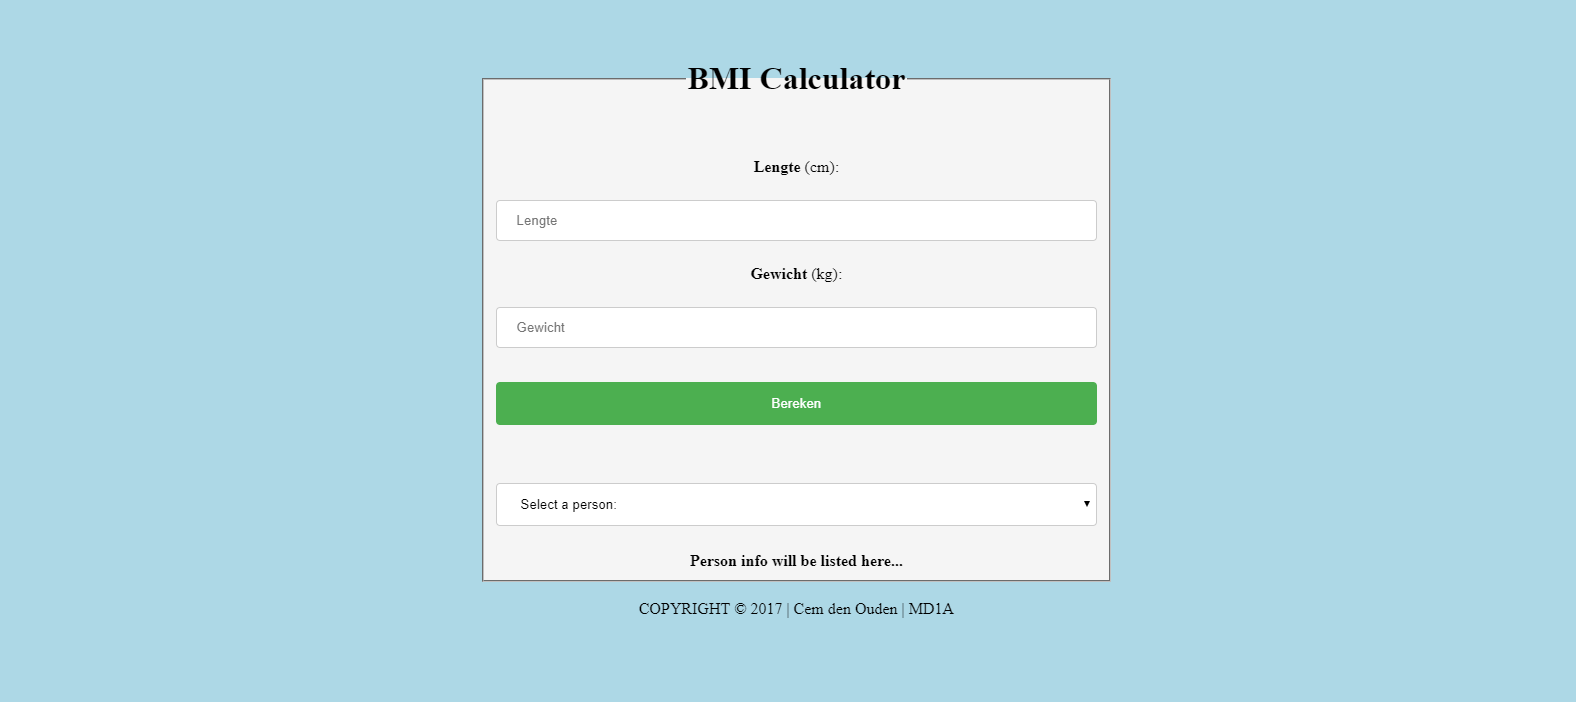 BMI Calculator
Lengte (cm):
Lengte
Gewicht (kg):
Gewicht
Bereken
Select a person:
Person info will be listed here...
COPYRIGHT © 2017 | Cem den Ouden | MD1A